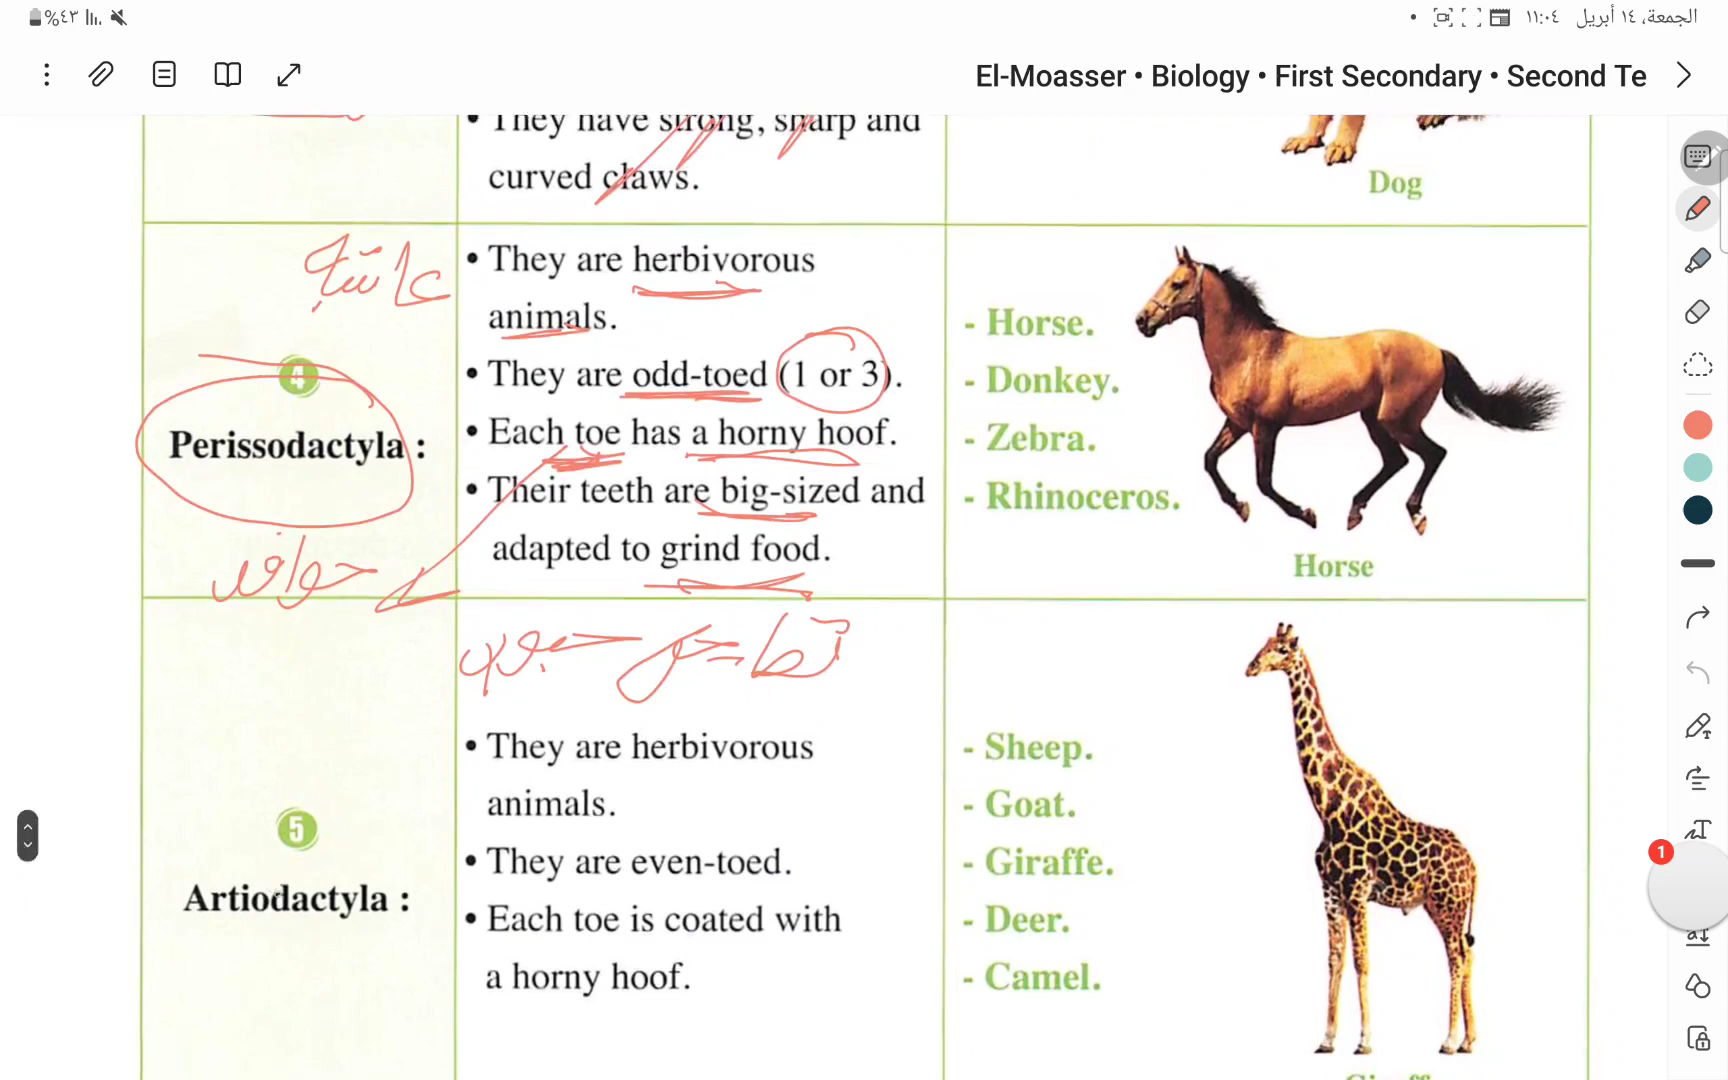 %٤٣
الجمعة، ١٤ أبريل ١١:٠٤
El-Moasser • Biology • First Secondary • Second Te
• They have strong, sharp and
curved claws.
Dog
عاشبة
4
Perissodactyla :
حوافر
• They are herbivorous
animals.
• They are odd-toed (1 or 3).
• Each toe has a horny hoof.
• Their teeth are big-sized and
adapted to grind food.
- Horse.
- Donkey.
- Zebra.
- Rhinoceros.
Horse
5
Artiodactyla :
• They are herbivorous
animals.
• They are even-toed.
• Each toe is coated with
a horny hoof.
- Sheep.
- Goat.
- Giraffe.
- Deer.
- Camel.
1